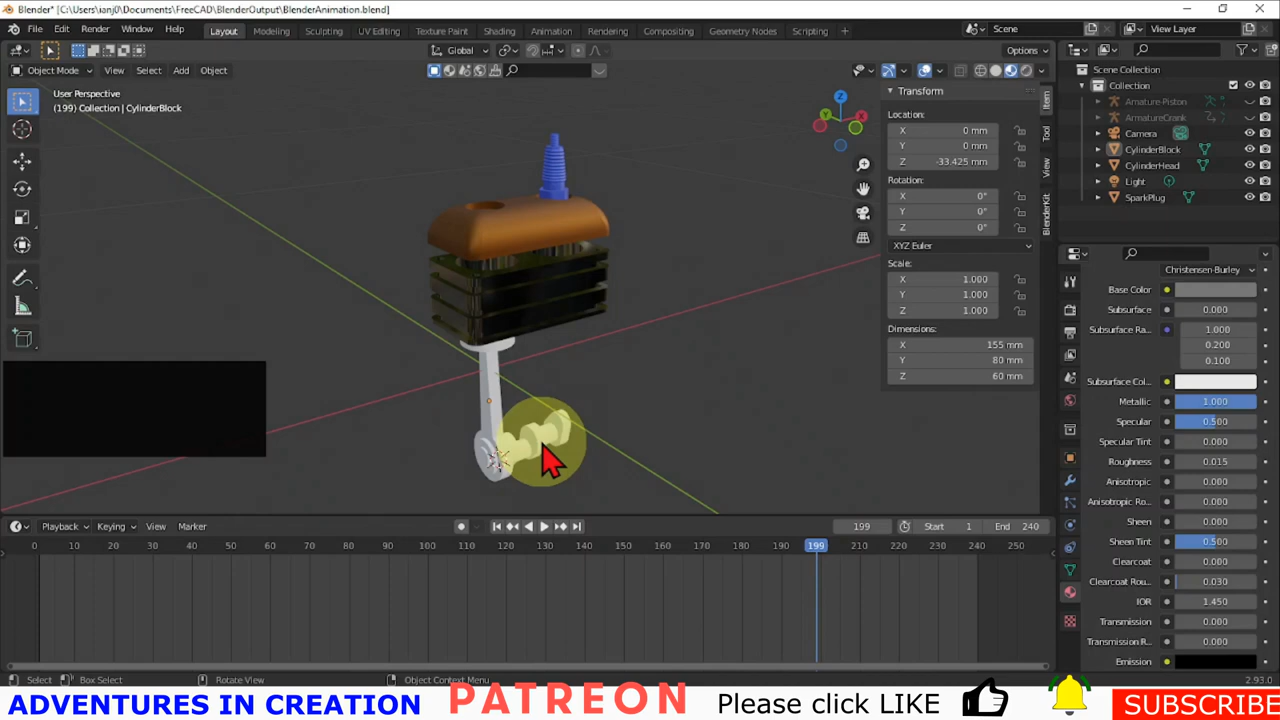 Blender* [C:\Users\ianj0\Documents\FreeCAD\BlenderOutput\BlenderAnimation.blend]
File Edit Render Window Help Layout Modeling Sculpting UV Editing Texture Paint Shading Animation Rendering Compositing Geometry Nodes Scripting + Scene View Layer
Global Options
Object Mode View Select Add Object
User Perspective
(199) Collection | CylinderBlock
Z
Y
X
Transform
Location:
X 0 mm
Y 0 mm
Z -33.425 mm
Rotation:
X 0°
Y 0°
Z 0°
XYZ Euler
Scale:
X 1.000
Y 1.000
Z 1.000
Dimensions:
X 155 mm
Y 80 mm
Z 60 mm
Item
Tool
View
BlenderKit
Scene Collection
Collection
Armature-Piston
ArmatureCrank
Camera
CylinderBlock
CylinderHead
Light
SparkPlug
Christensen-Burley
Base Color
Subsurface 0.000
Subsurface Ra.. 1.000
0.200
0.100
Subsurface Col..
Metallic 1.000
Specular 0.500
Specular Tint 0.000
Roughness 0.015
Anisotropic 0.000
Anisotropic Ro.. 0.000
Sheen 0.000
Sheen Tint 0.500
Clearcoat 0.000
Clearcoat Rou.. 0.030
IOR 1.450
Transmission 0.000
Transmission R.. 0.000
Emission
Playback Keying View Marker 199 Start 1 End 240
0 10 20 30 40 50 60 70 80 90 100 110 120 130 140 150 160 170 180 190 199 210 220 230 240 250
Select Box Select Rotate View Object Context Menu 2.93.0
ADVENTURES IN CREATION PATREON Please click LIKE SUBSCRIBE